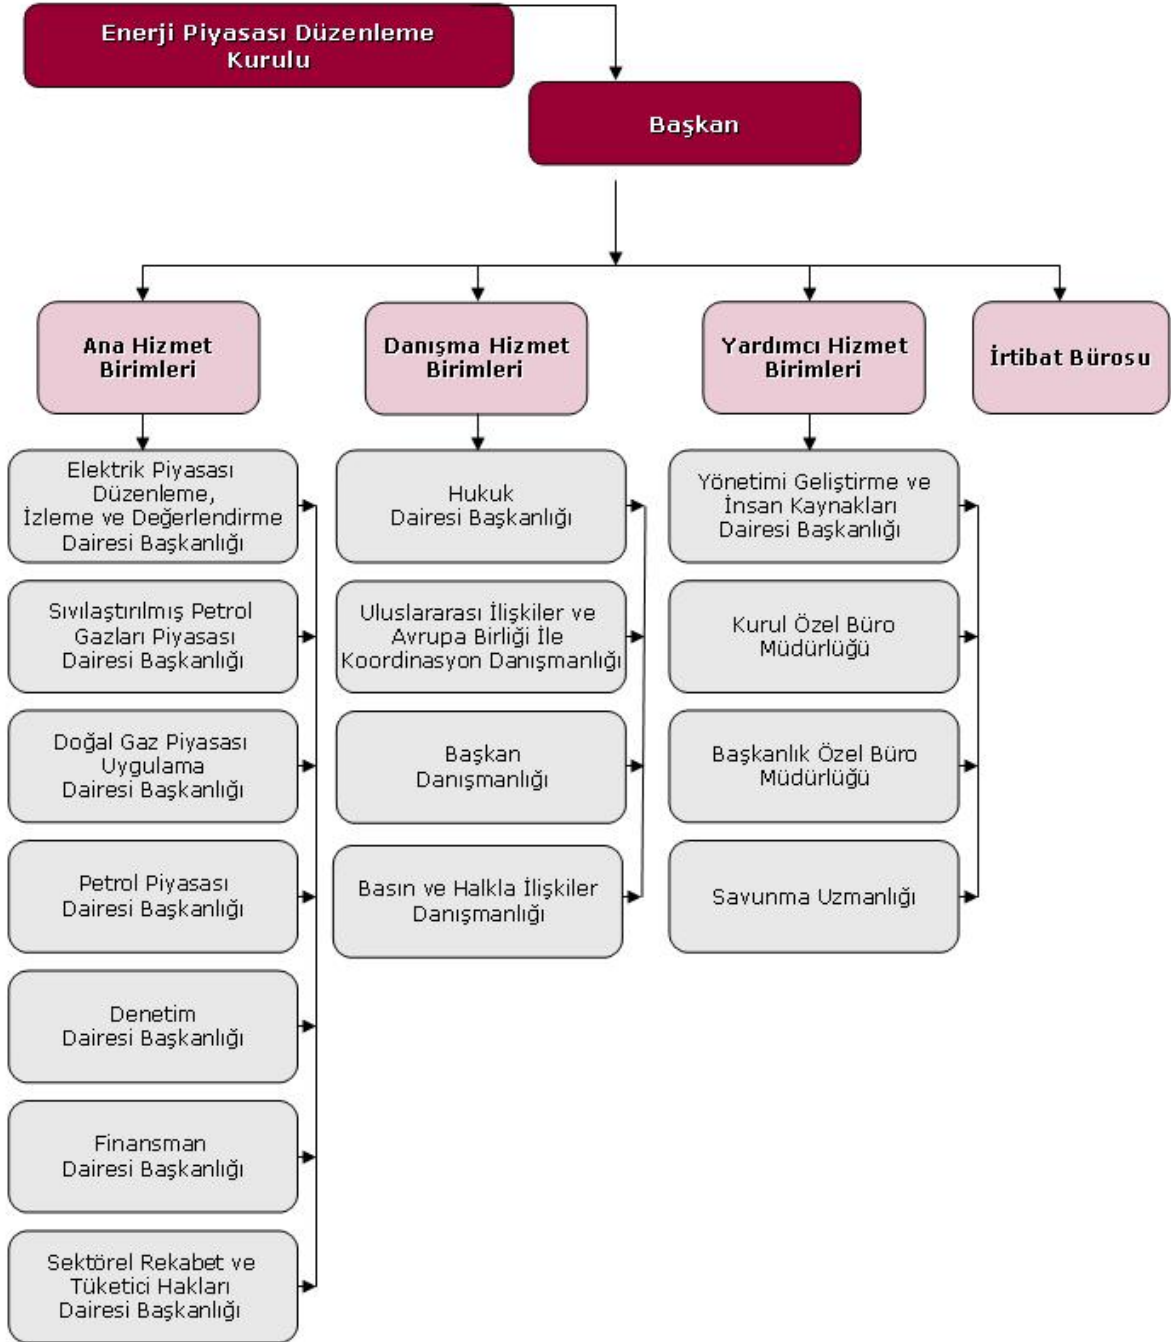 Enerji Piyasası Düzenleme
Kurulu
Başkan
Ana Hizmet
Birimleri
Danışma Hizmet
Birimleri
Yardımcı Hizmet
Birimleri
İrtibat Bürosu
Elektrik Piyasası
Düzenleme,
İzleme ve Değerlendirme
Dairesi Başkanlığı
Sıvılaştırılmış Petrol
Gazları Piyasası
Dairesi Başkanlığı
Doğal Gaz Piyasası
Uygulama
Dairesi Başkanlığı
Petrol Piyasası
Dairesi Başkanlığı
Denetim
Dairesi Başkanlığı
Finansman
Dairesi Başkanlığı
Sektörel Rekabet ve
Tüketici Hakları
Dairesi Başkanlığı
Hukuk
Dairesi Başkanlığı
Uluslararası İlişkiler ve
Avrupa Birliği İle
Koordinasyon Danışmanlığı
Başkan
Danışmanlığı
Basın ve Halkla İlişkiler
Danışmanlığı
Yönetimi Geliştirme ve
İnsan Kaynakları
Dairesi Başkanlığı
Kurul Özel Büro
Müdürlüğü
Başkanlık Özel Büro
Müdürlüğü
Savunma Uzmanlığı